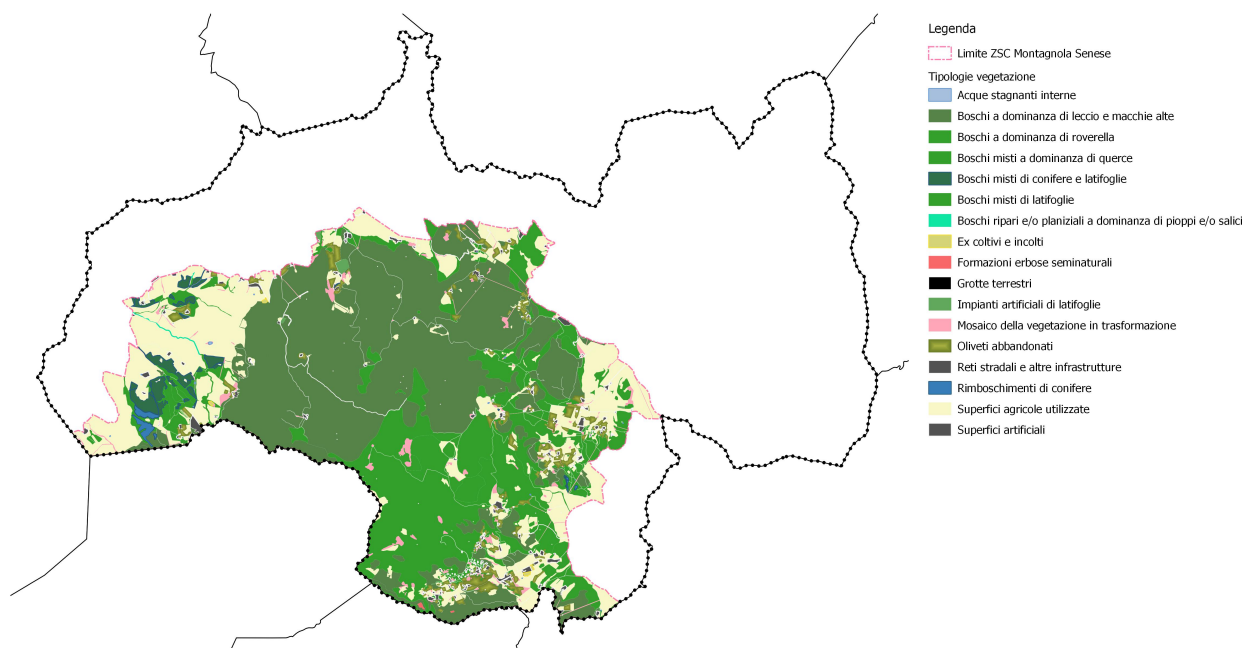 Legenda
Limite ZSC Montagnola Senese
Tipologie vegetazione
Acque stagnanti interne
Boschi a dominanza di leccio e macchie alte
Boschi a dominanza di roverella
Boschi misti a dominanza di querce
Boschi misti di conifere e latifoglie
Boschi misti di latifoglie
Boschi ripari e/o planiziali a dominanza di pioppi e/o salici
Ex coltivi e incolti
Formazioni erbose seminaturali
Grotte terrestri
Impianti artificiali di latifoglie
Mosaico della vegetazione in trasformazione
Oliveti abbandonati
Reti stradali e altre infrastrutture
Rimboschimenti di conifere
Superfici agricole utilizzate
Superfici artificiali